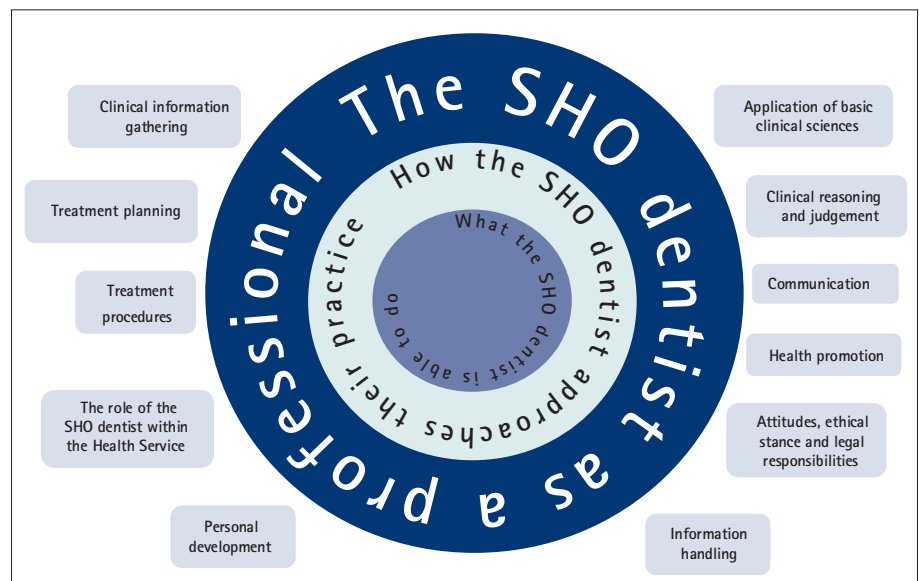 The SHO dentist as a professional
How the SHO dentist approaches their practice
What the SHO dentist is able to do
Clinical information
gathering
Treatment planning
Treatment
procedures
The role of the
SHO dentist within
the Health Service
Personal
development
Application of basic
clinical sciences
Clinical reasoning
and judgement
Communication
Health promotion
Attitudes, ethical
stance and legal
responsibilities
Information
handling